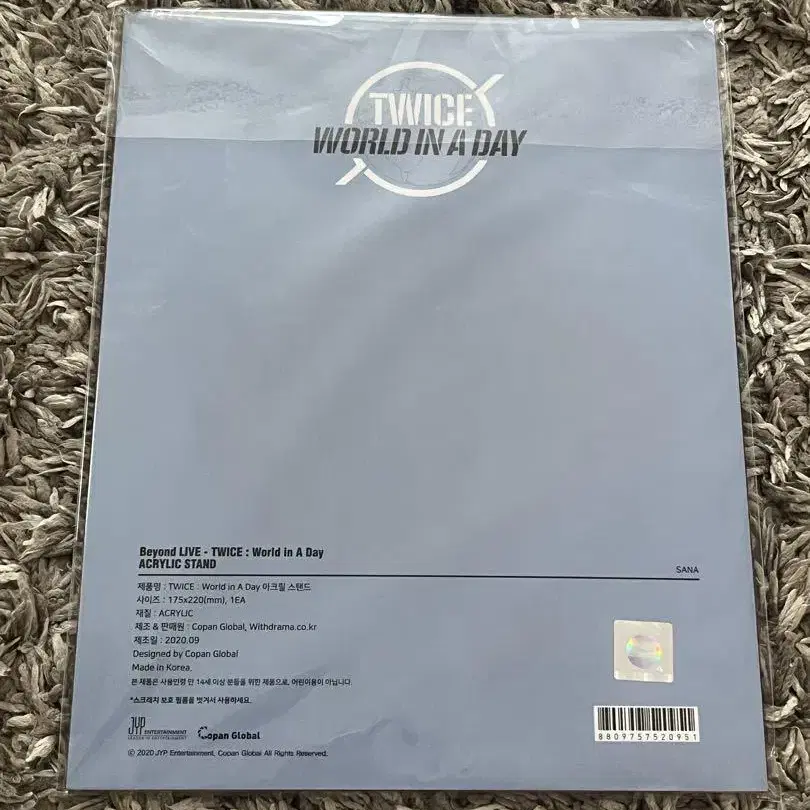 TWICE
WORLD IN A DAY
Beyond LIVE - TWICE : World in A Day
ACRYLIC STAND
SANA
제품명 : TWICE : World in A Day 아크릴 스탠드
사이즈 : 175x220(mm), 1EA
재질 : ACRYLIC
제조 & 판매원 : Copan Global, Withdrama.co.kr
제조일 : 2020.09
Designed by Copan Global
Made in Korea.
본 제품은 사용연령 만 14세 이상 분들을 위한 제품으로, 어린이용이 아닙니다.
*스크래치 보호 필름을 벗겨서 사용하세요.
JYP ENTERTAINMENT
Copan Global
8809757520951
© 2020 JYP Entertainment, Copan Global All Rights Reserved.